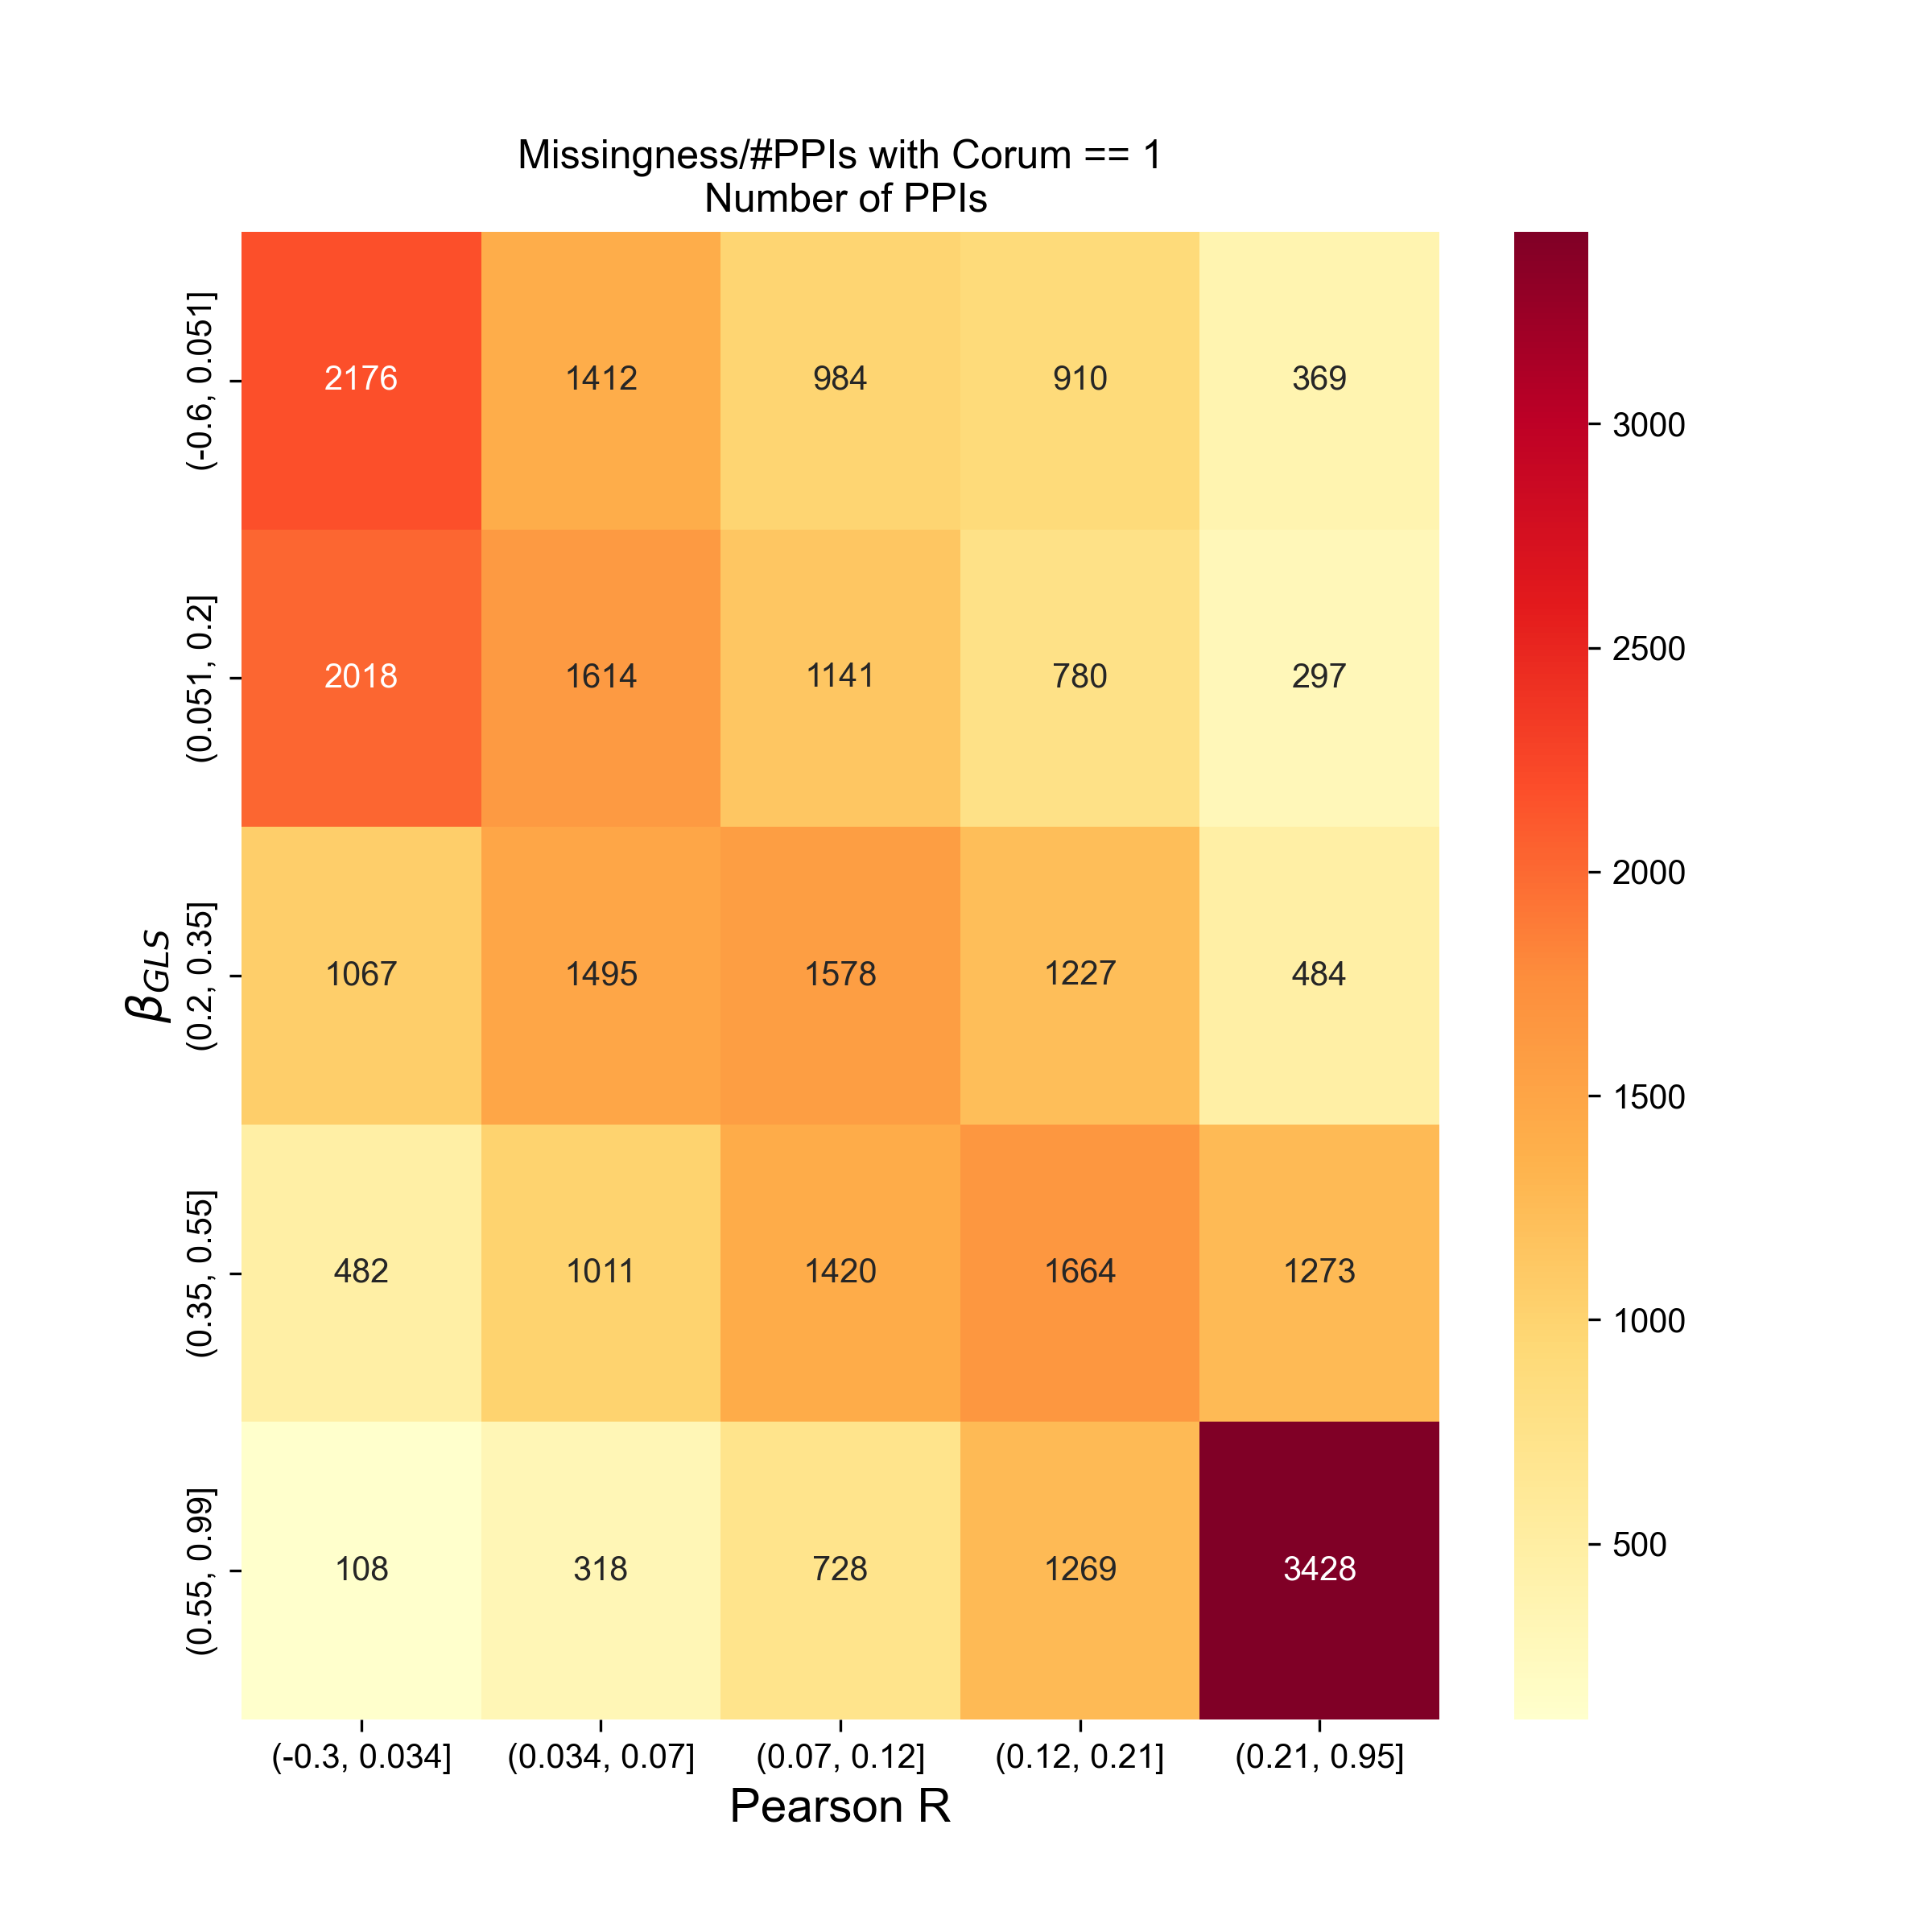 Missingness/#PPIs with Corum == 1
Number of PPIs
β_GLS
(-0.6, 0.051]
2176 1412 984 910 369
(0.051, 0.2]
2018 1614 1141 780 297
(0.2, 0.35]
1067 1495 1578 1227 484
(0.35, 0.55]
482 1011 1420 1664 1273
(0.55, 0.99]
108 318 728 1269 3428
(-0.3, 0.034] (0.034, 0.07] (0.07, 0.12] (0.12, 0.21] (0.21, 0.95]
Pearson R
3000
2500
2000
1500
1000
500